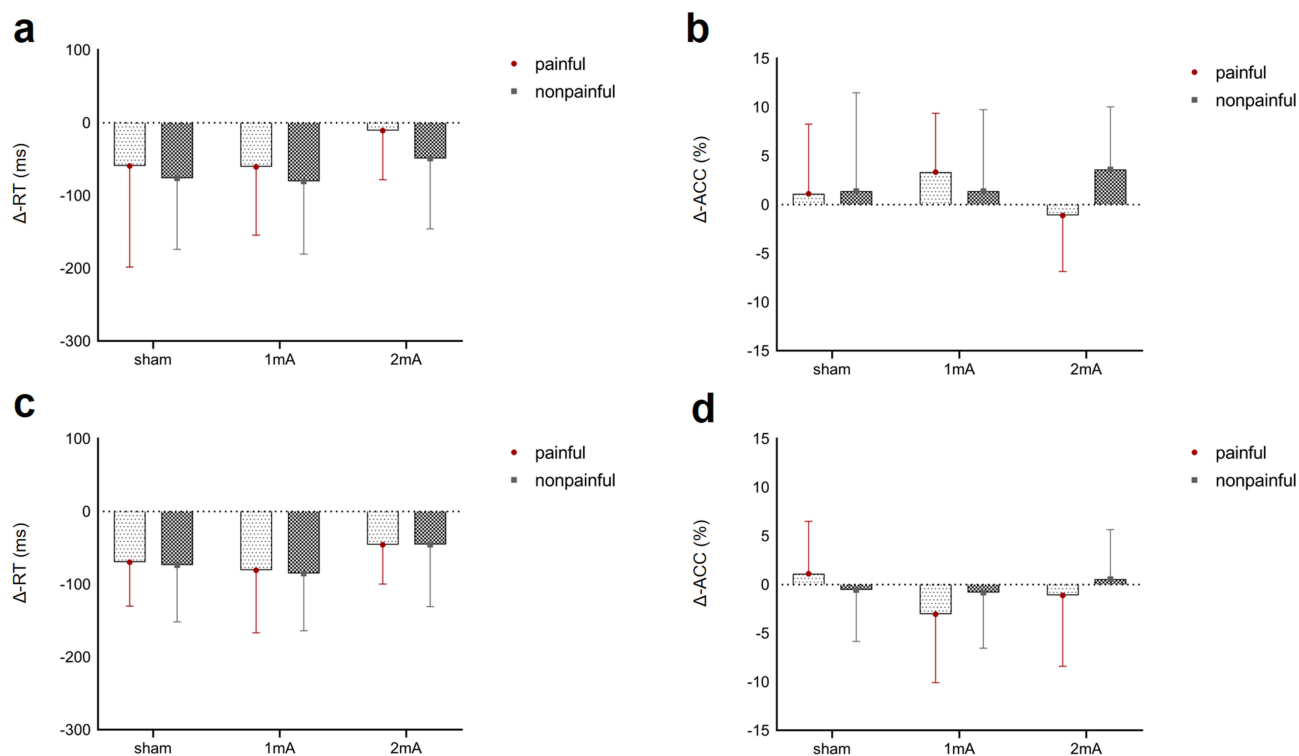 a
100
0
-100
-200
-300
Δ-RT (ms)
sham
1mA
2mA
painful
nonpainful
b
15
10
5
0
-5
-10
-15
Δ-ACC (%)
sham
1mA
2mA
painful
nonpainful
c
100
0
-100
-200
-300
Δ-RT (ms)
sham
1mA
2mA
painful
nonpainful
d
15
10
5
0
-5
-10
-15
Δ-ACC (%)
sham
1mA
2mA
painful
nonpainful